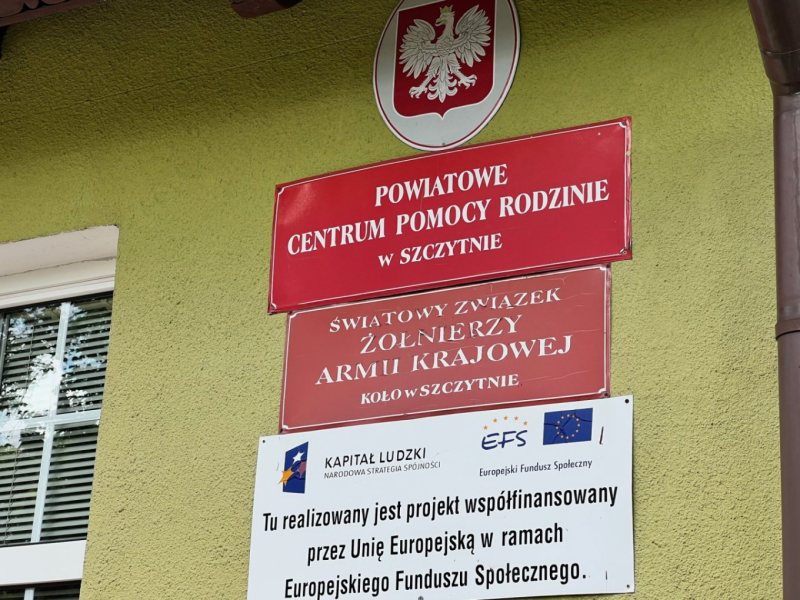 POWIATOWE
CENTRUM POMOCY RODZINIE
W SZCZYTNIE
ŚWIATOWY ZWIĄZEK
ŻOŁNIERZY
ARMII KRAJOWEJ
KOŁO W SZCZYTNIE
KAPITAŁ LUDZKI
NARODOWA STRATEGIA SPÓJNOŚCI
EFS
Europejski Fundusz Społeczny
Tu realizowany jest projekt współfinansowany
przez Unię Europejską w ramach
Europejskiego Funduszu Społecznego.